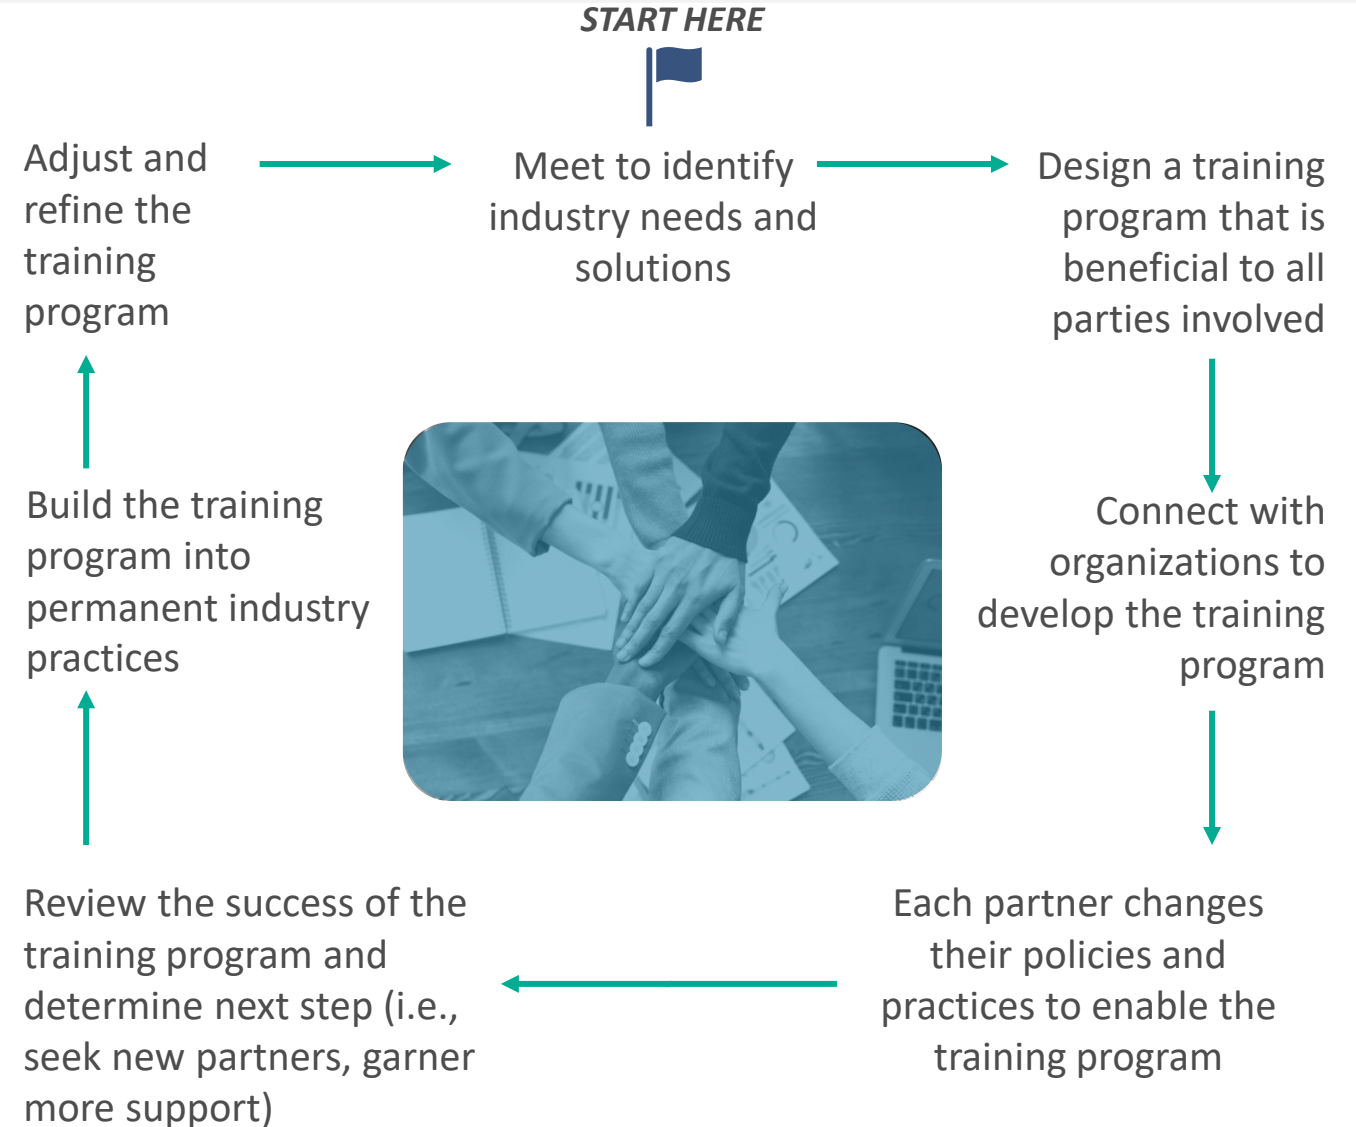 START HERE
Meet to identify
industry needs and
solutions
Design a training
program that is
beneficial to all
parties involved
Connect with
organizations to
develop the training
program
Each partner changes
their policies and
practices to enable the
training program
Review the success of the
training program and
determine next step (i.e.,
seek new partners, garner
more support)
Build the training
program into
permanent industry
practices
Adjust and
refine the
training
program